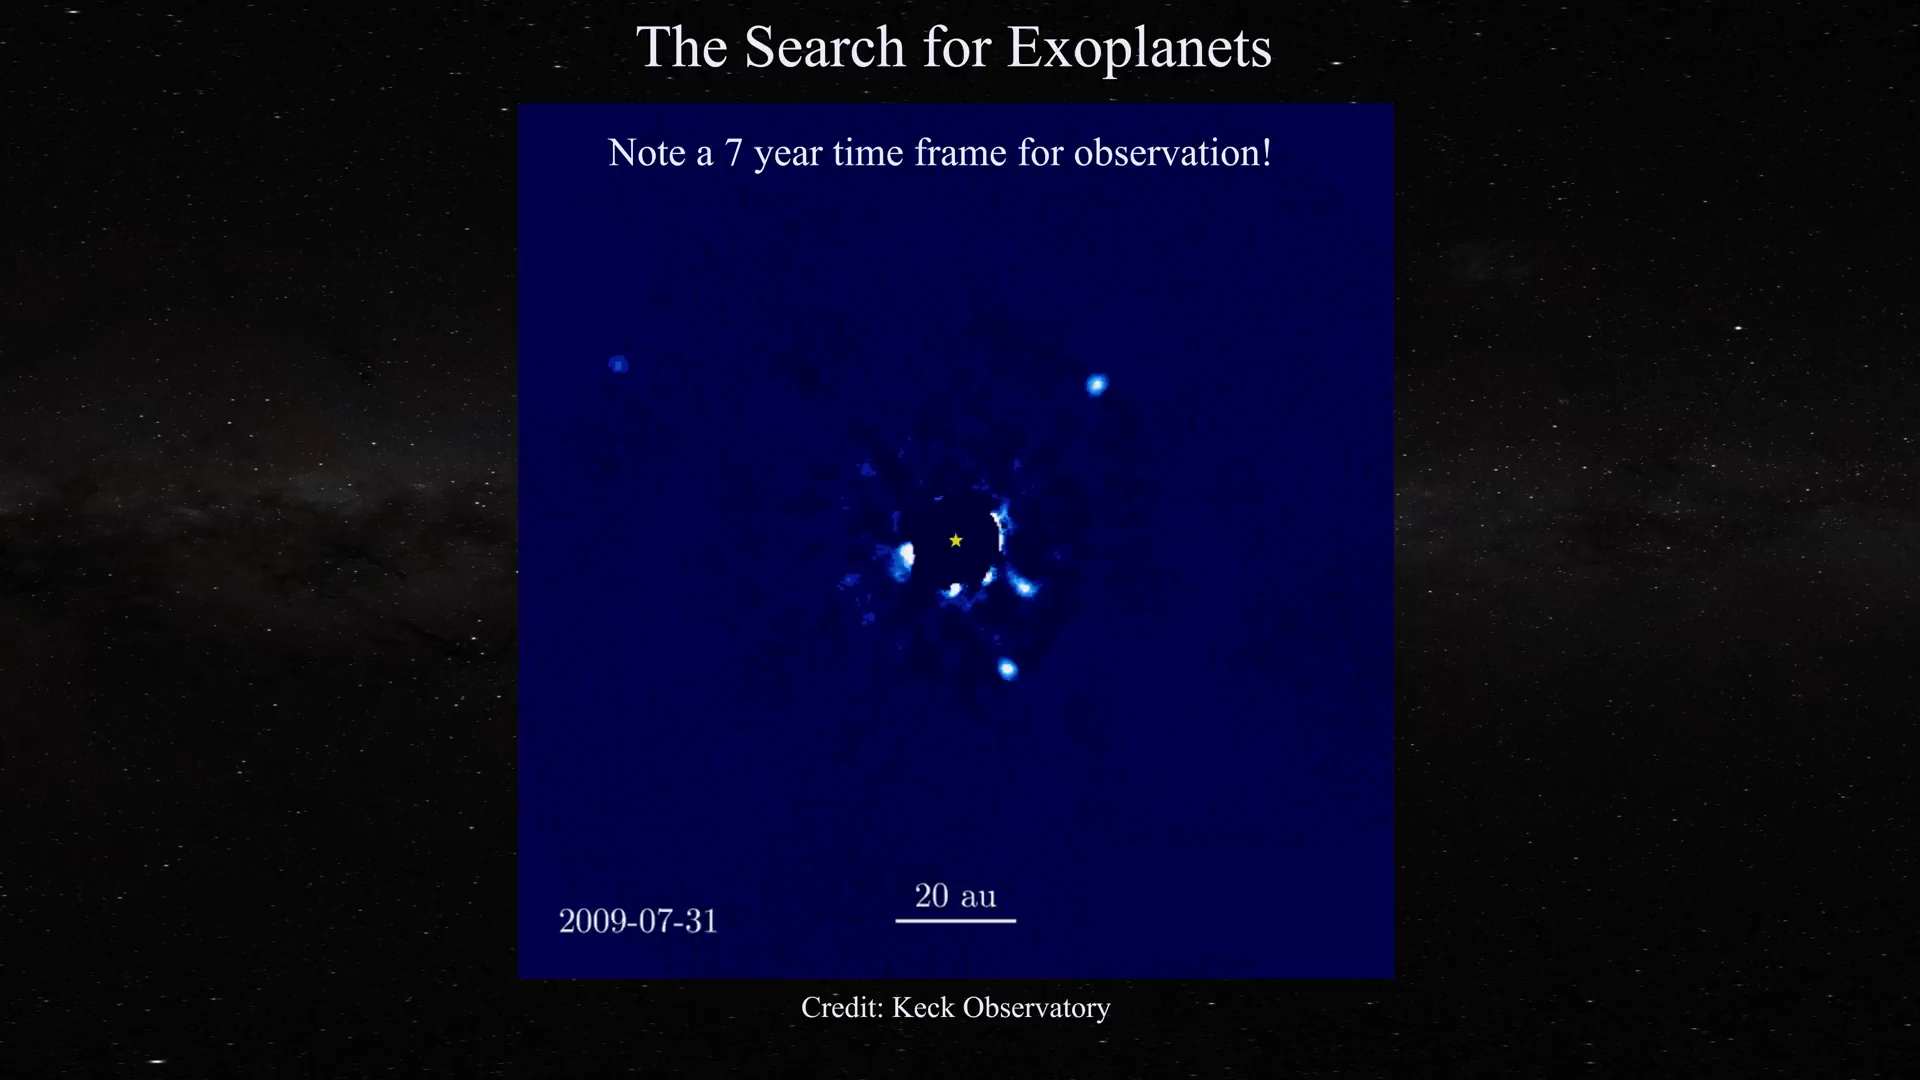 The Search for Exoplanets
Note a 7 year time frame for observation!
20 au
2009-07-31
Credit: Keck Observatory